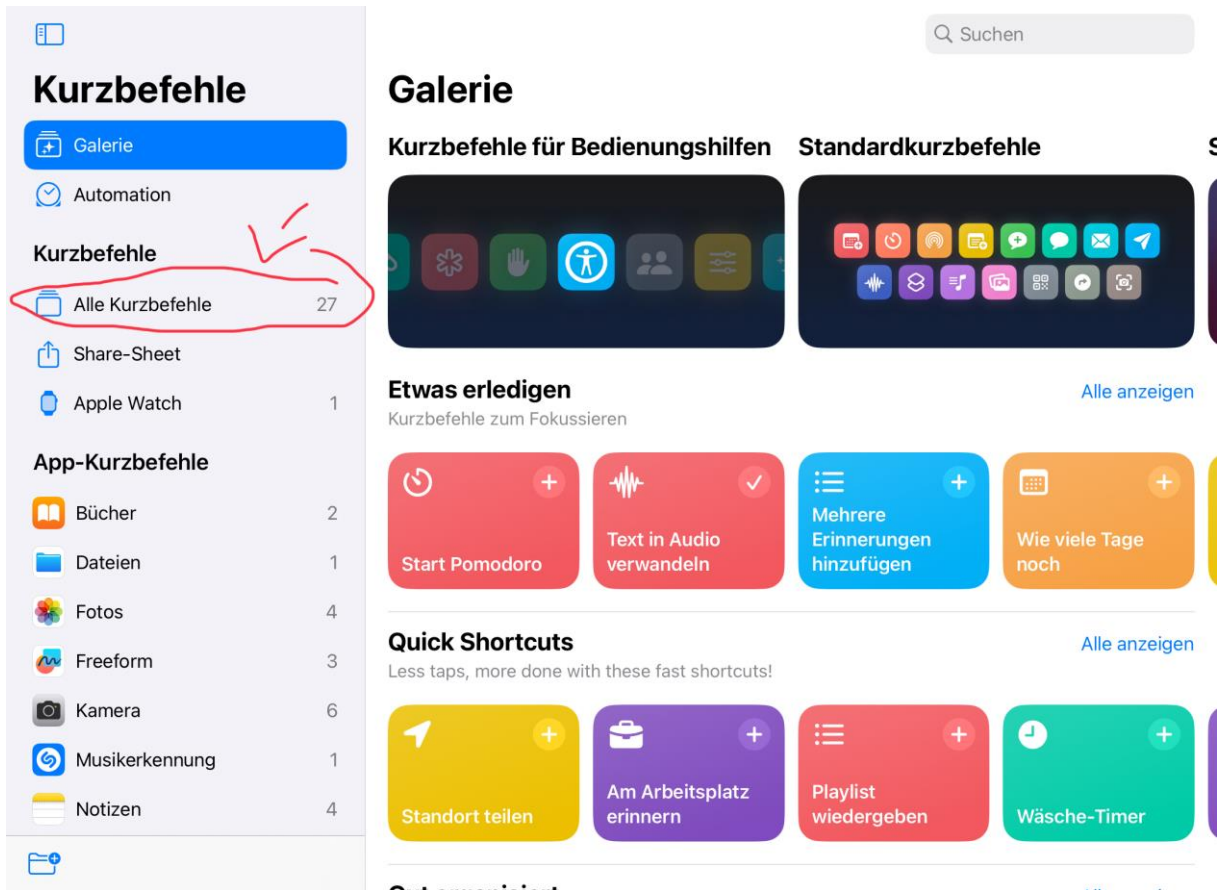 Suchen
Kurzbefehle
Galerie
Automation
Kurzbefehle
Alle Kurzbefehle 27
Share-Sheet
Apple Watch 1
App-Kurzbefehle
Bücher 2
Dateien 1
Fotos 4
Freeform 3
Kamera 6
Musikerkennung 1
Notizen 4
Galerie
Kurzbefehle für Bedienungshilfen
Standardkurzbefehle
Etwas erledigen
Alle anzeigen
Kurzbefehle zum Fokussieren
Start Pomodoro
Text in Audio
verwandeln
Mehrere
Erinnerungen
hinzufügen
Wie viele Tage
noch
Quick Shortcuts
Alle anzeigen
Less taps, more done with these fast shortcuts!
Standort teilen
Am Arbeitsplatz
erinnern
Playlist
wiedergeben
Wäsche-Timer